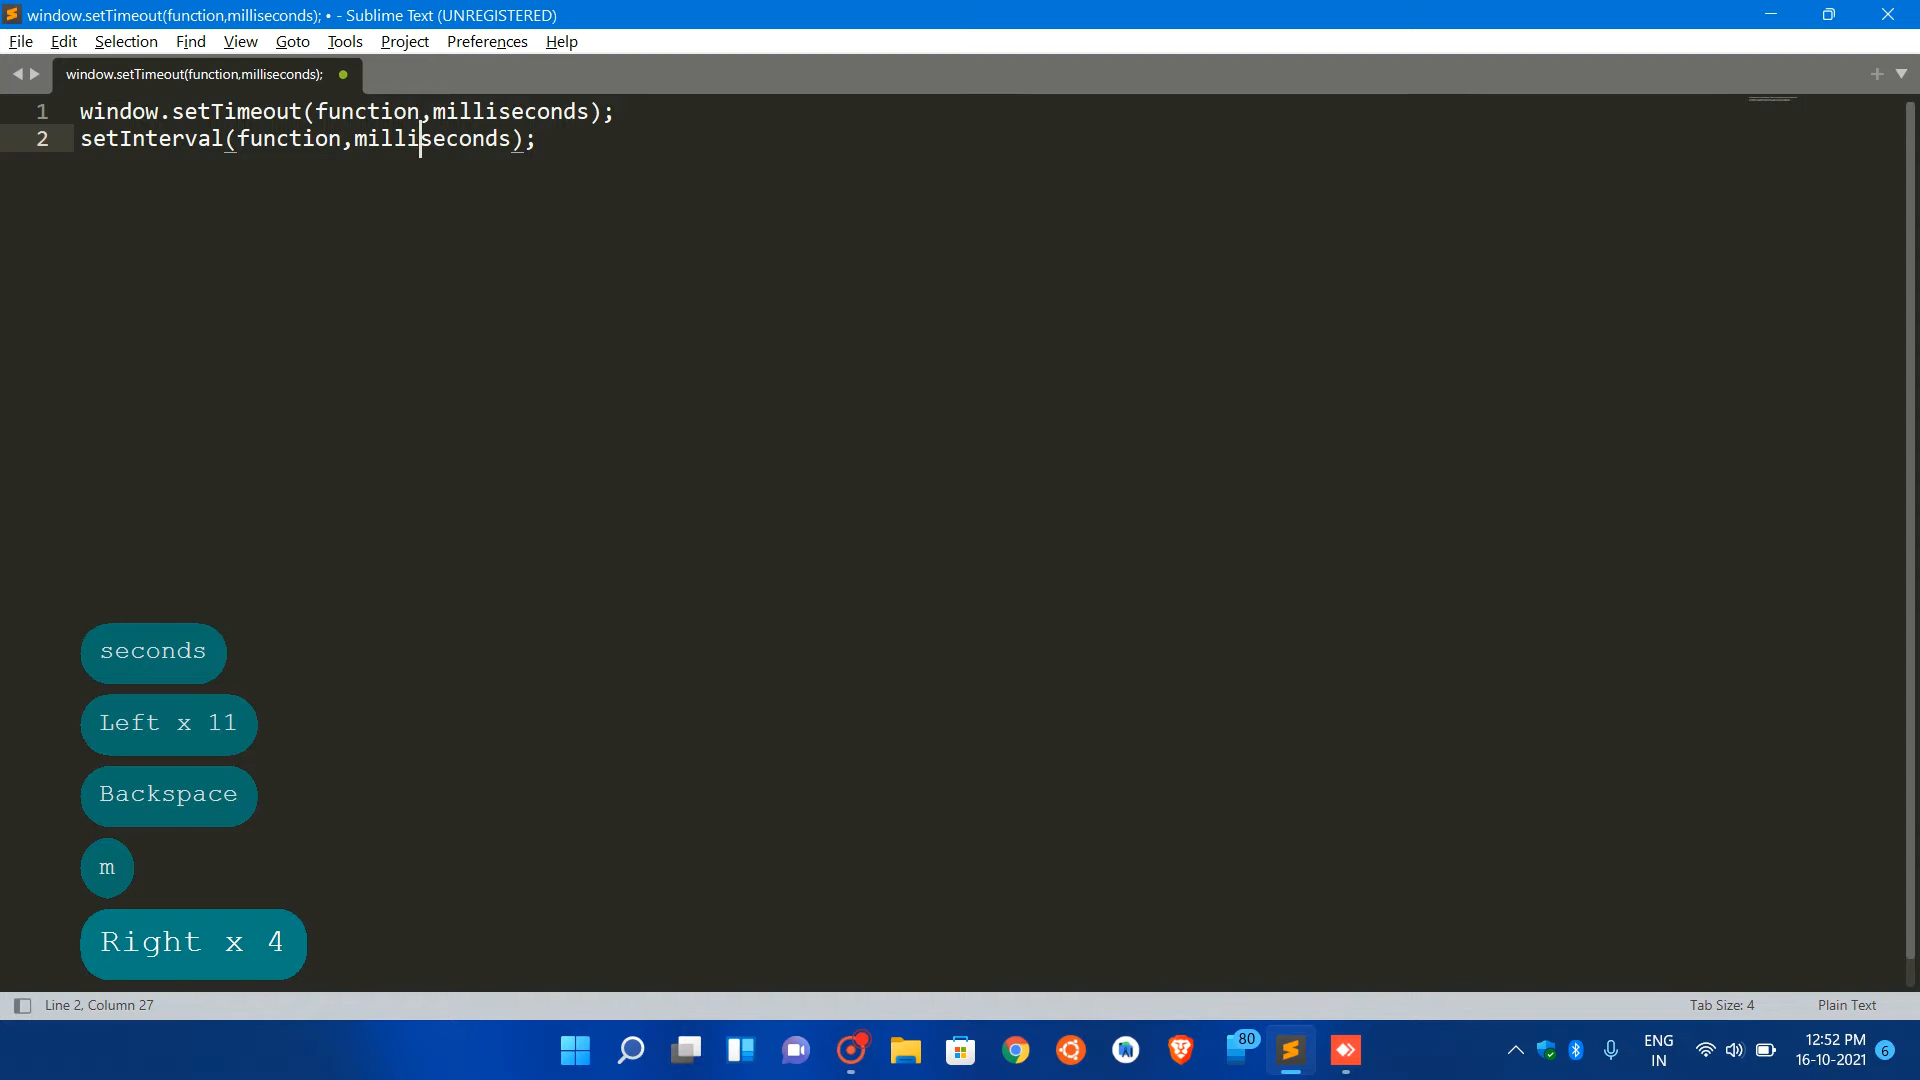 window.setTimeout(function,milliseconds); • - Sublime Text (UNREGISTERED)
File Edit Selection Find View Goto Tools Project Preferences Help
window.setTimeout(function,milliseconds);
1 window.setTimeout(function,milliseconds);
2 setInterval(function,milliseconds);
seconds
Left x 11
Backspace
m
Right x 4
Line 2, Column 27
Tab Size: 4
Plain Text
80
ENG
IN
12:52 PM
16-10-2021
6